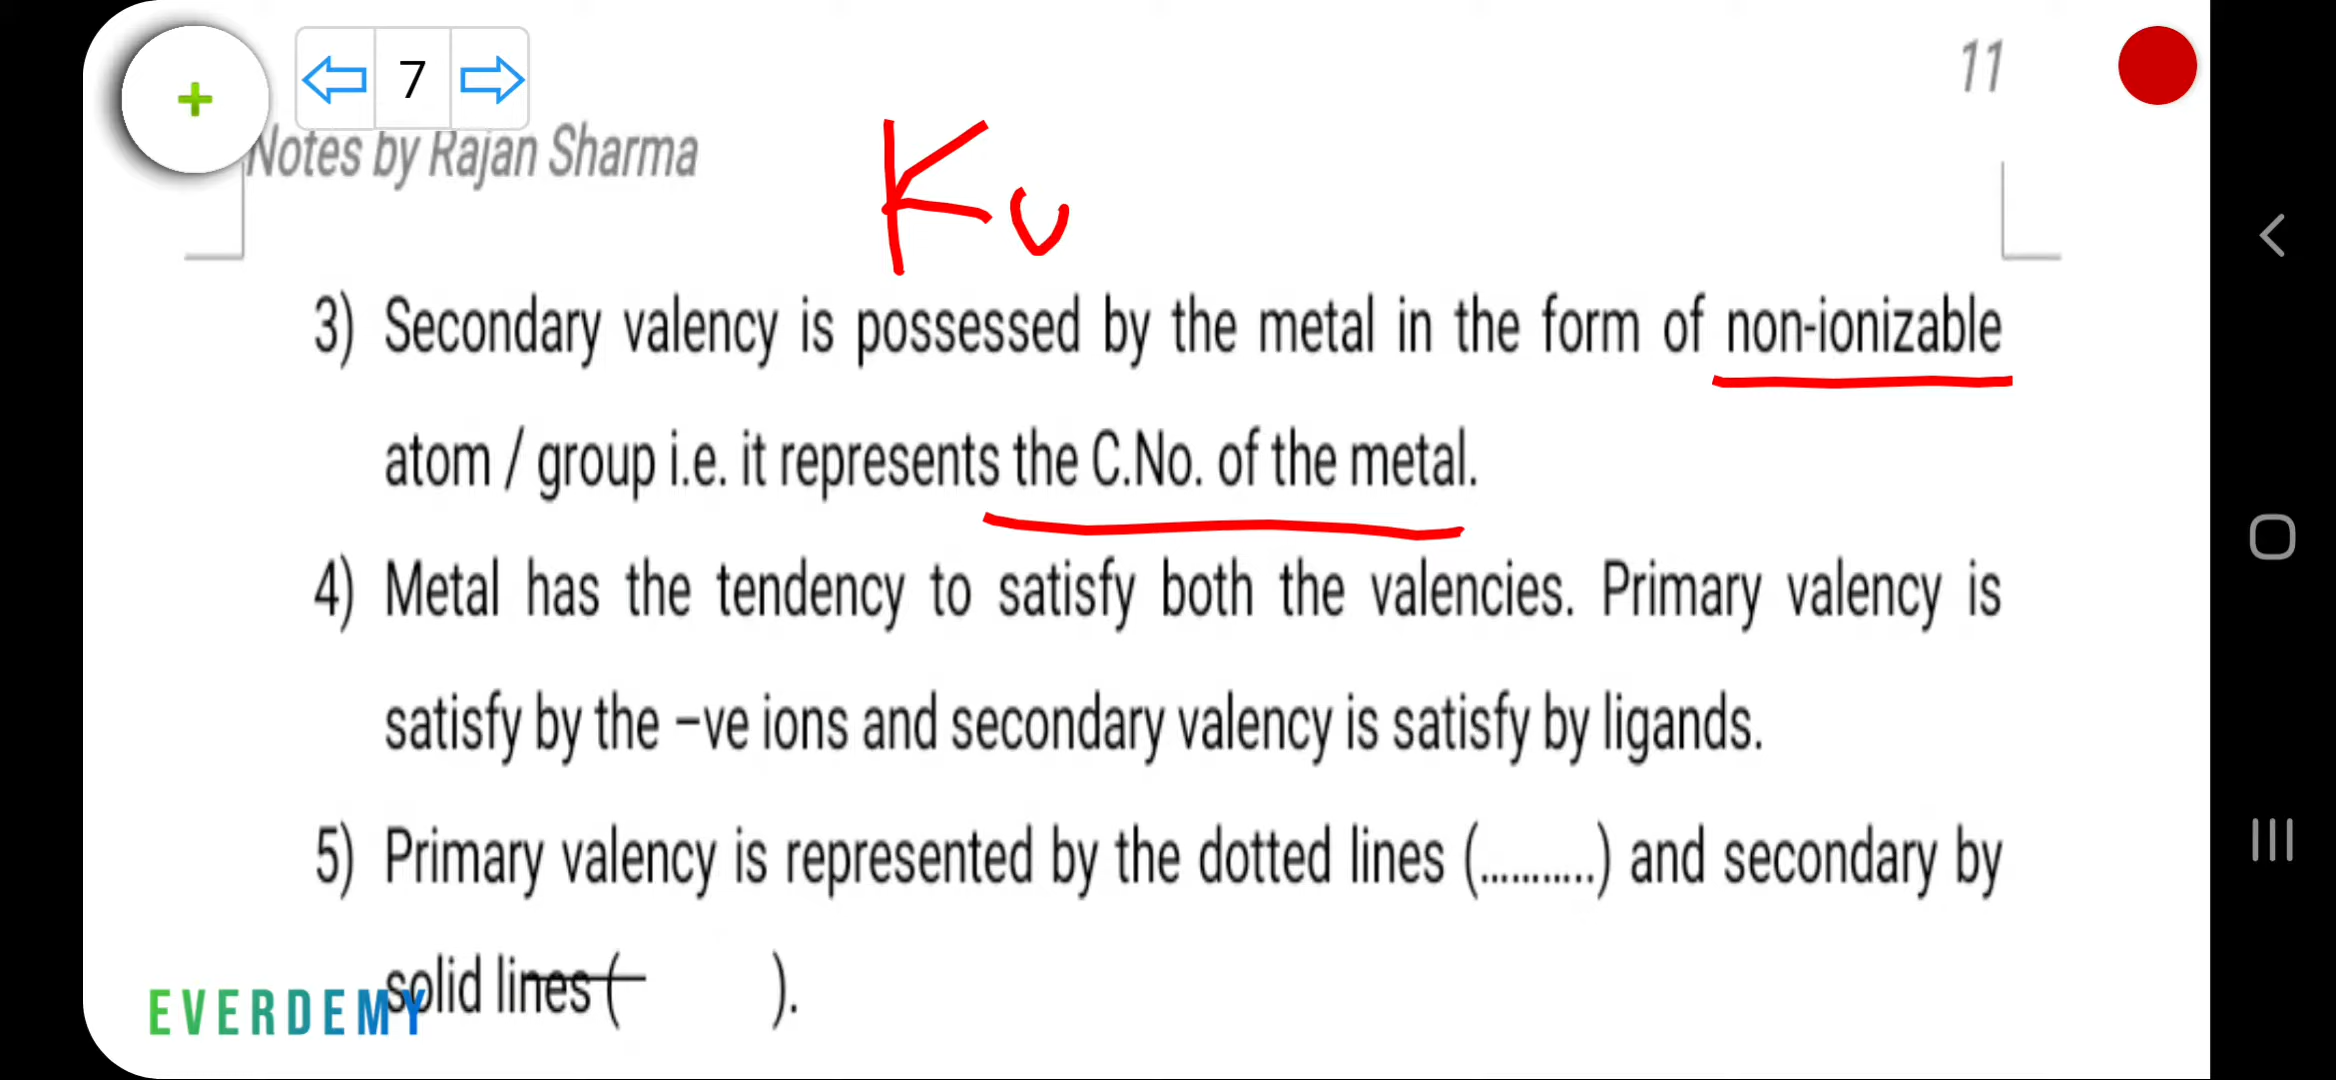 7
11
Notes by Rajan Sharma
Ku
3) Secondary valency is possessed by the metal in the form of non-ionizable
atom / group i.e. it represents the C.No. of the metal.
4) Metal has the tendency to satisfy both the valencies. Primary valency is
satisfy by the –ve ions and secondary valency is satisfy by ligands.
5) Primary valency is represented by the dotted lines (...........) and secondary by
solid lines ( ).
EVERDEMY